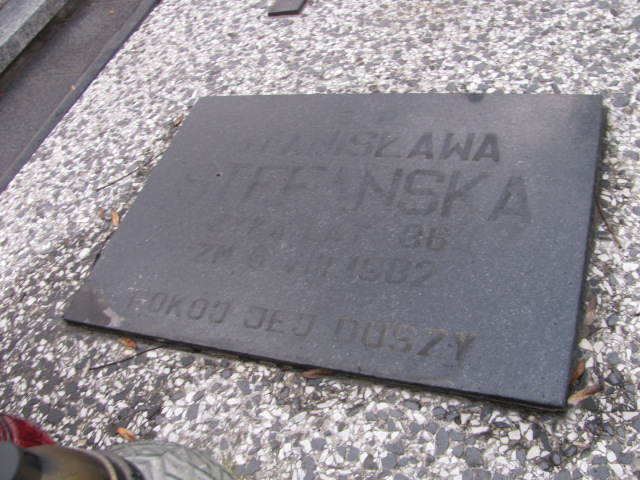 Ś.P.
STANISŁAWA
STEFAŃSKA
ŻYŁA LAT 86
ZM. 1982
POKÓJ JEJ DUSZY